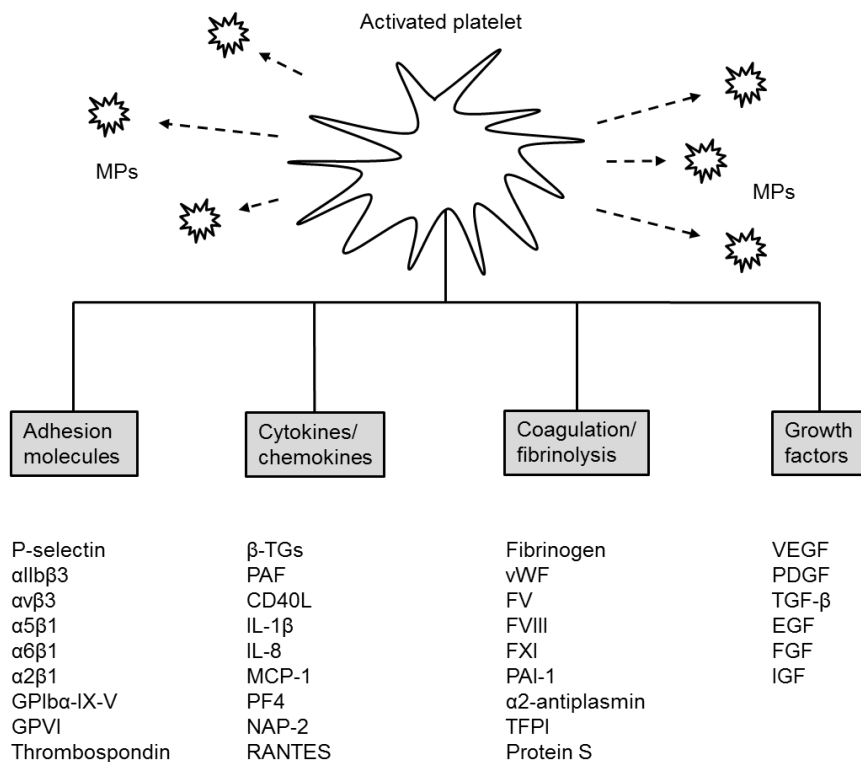 Activated platelet
MPs
MPs
Adhesion
molecules
Cytokines/
chemokines
Coagulation/
fibrinolysis
Growth
factors
P-selectin
αIIbβ3
αvβ3
α5β1
α6β1
α2β1
GPIbα-IX-V
GPVI
Thrombospondin
β-TGs
PAF
CD40L
IL-1β
IL-8
MCP-1
PF4
NAP-2
RANTES
Fibrinogen
vWF
FV
FVIII
FXI
PAI-1
α2-antiplasmin
TFPI
Protein S
VEGF
PDGF
TGF-β
EGF
FGF
IGF